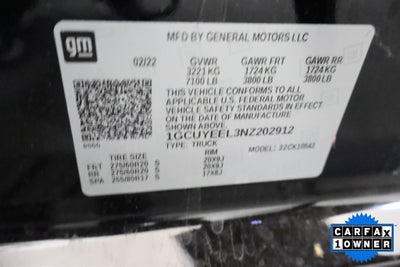 gm
MFD BY GENERAL MOTORS LLC
02/22 GVWR GAWR FRT GAWR RR
3221 KG 1724 KG 1724 KG
7100 LB 3800 LB 3800 LB
THIS VEHICLE CONFORMS TO ALL APPLICABLE
U.S. FEDERAL MOTOR VEHICLE SAFETY
STANDARDS IN EFFECT ON THE DATE OF
MANUFACTURE SHOWN ABOVE.
1GCUYEEL3NZ202912
TYPE: TRUCK
TIRE SIZE RIM
FRT 275/60R20 S 20X9J
RR 275/60R20 S 20X9J
SPA 255/80R17 S 17X8J
CARFAX
1 OWNER